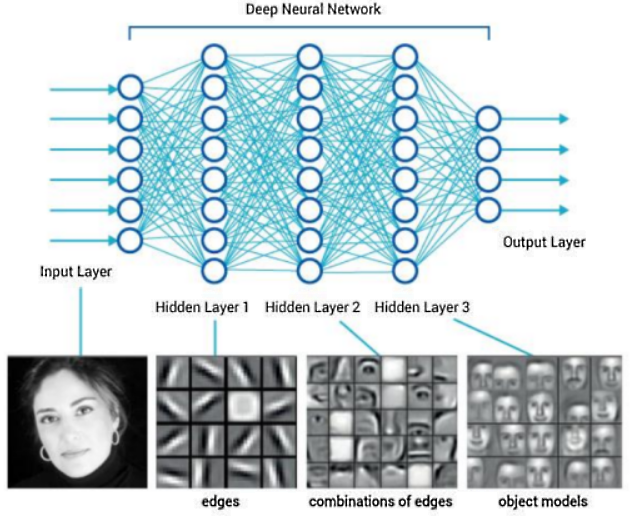 Deep Neural Network
Input Layer
Output Layer
Hidden Layer 1
Hidden Layer 2
Hidden Layer 3
edges
combinations of edges
object models